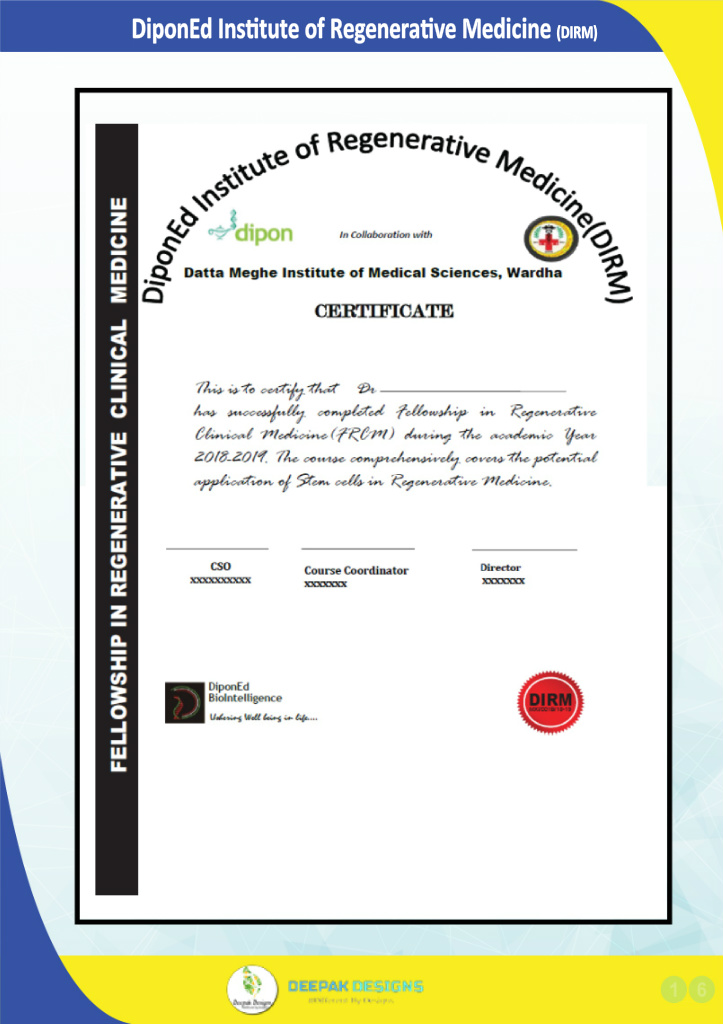 DiponEd Institute of Regenerative Medicine (DIRM)
DiponEd Institute of Regenerative Medicine(DIRM)
FELLOWSHIP IN REGENERATIVE CLINICAL MEDICINE
dipon
In Collaboration with
Datta Meghe Institute of Medical Sciences, Wardha
CERTIFICATE
This is to certify that Dr
has successfully completed Fellowship in Regenerative
Clinical Medicine(FRCM) during the academic Year
2018-2019. The course comprehensively covers the potential
application of Stem cells in Regenerative Medicine.
CSO
xxxxxxxxxx
Course Coordinator
xxxxxxx
Director
xxxxxxx
DiponEd
BioIntelligence
Ushering Well being in life....
DIRM
Deepak Designs
DEEPAK DESIGNS
By Designs
16